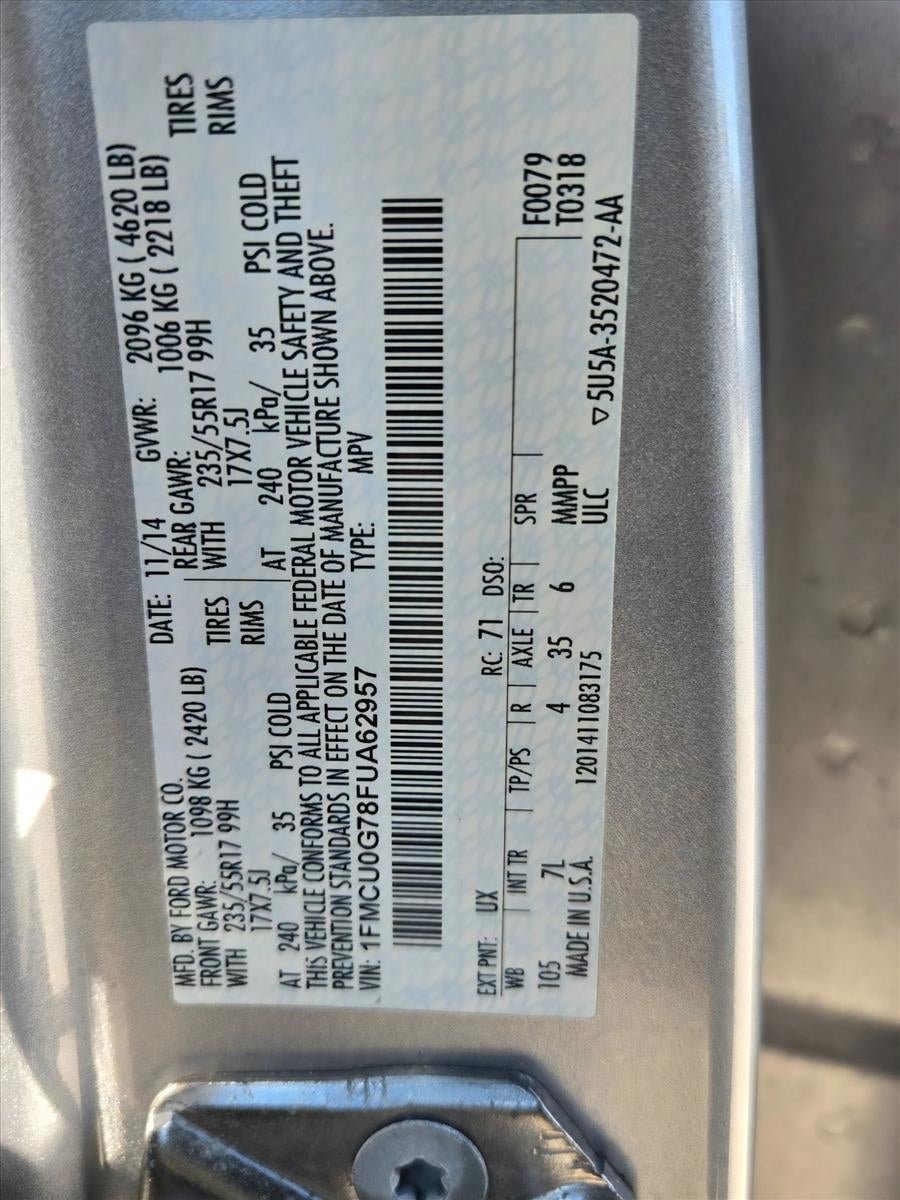 MFD. BY FORD MOTOR CO. DATE: 11/14 GVWR: 2096 KG ( 4620 LB)
FRONT GAWR: 1098 KG ( 2420 LB) REAR GAWR: 1006 KG ( 2218 LB)
WITH 235/55R17 99H TIRES WITH 235/55R17 99H TIRES
17X7.5J RIMS 17X7.5J RIMS
AT 240 kPa/ 35 PSI COLD AT 240 kPa/ 35 PSI COLD
THIS VEHICLE CONFORMS TO ALL APPLICABLE FEDERAL MOTOR VEHICLE SAFETY AND THEFT
PREVENTION STANDARDS IN EFFECT ON THE DATE OF MANUFACTURE SHOWN ABOVE.
VIN: 1FMCU0G78FUA62957 TYPE: MPV
EXT PNT: UX RC: 71 DSO:
WB INT TR TP/PS R AXLE TR SPR F0079
105 7L 4 35 6 MMPP T0318
MADE IN U.S.A. 1201411083175 ULC ▽5U5A-3520472-AA